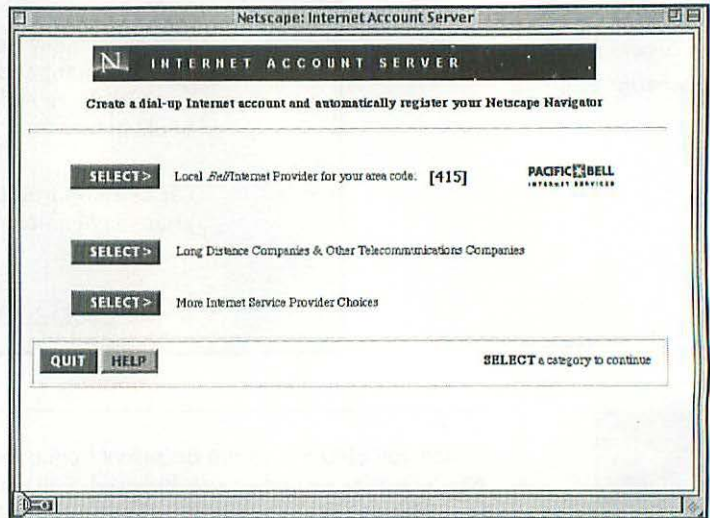 Netscape: Internet Account Server
N INTERNET ACCOUNT SERVER
Create a dial-up Internet account and automatically register your Netscape Navigator
SELECT > Local Bell Internet Provider for your area code: [415] PACIFIC BELL
INTERNET SERVICES
SELECT > Long Distance Companies & Other Telecommunications Companies
SELECT > More Internet Service Provider Choices
QUIT HELP SELECT a category to continue